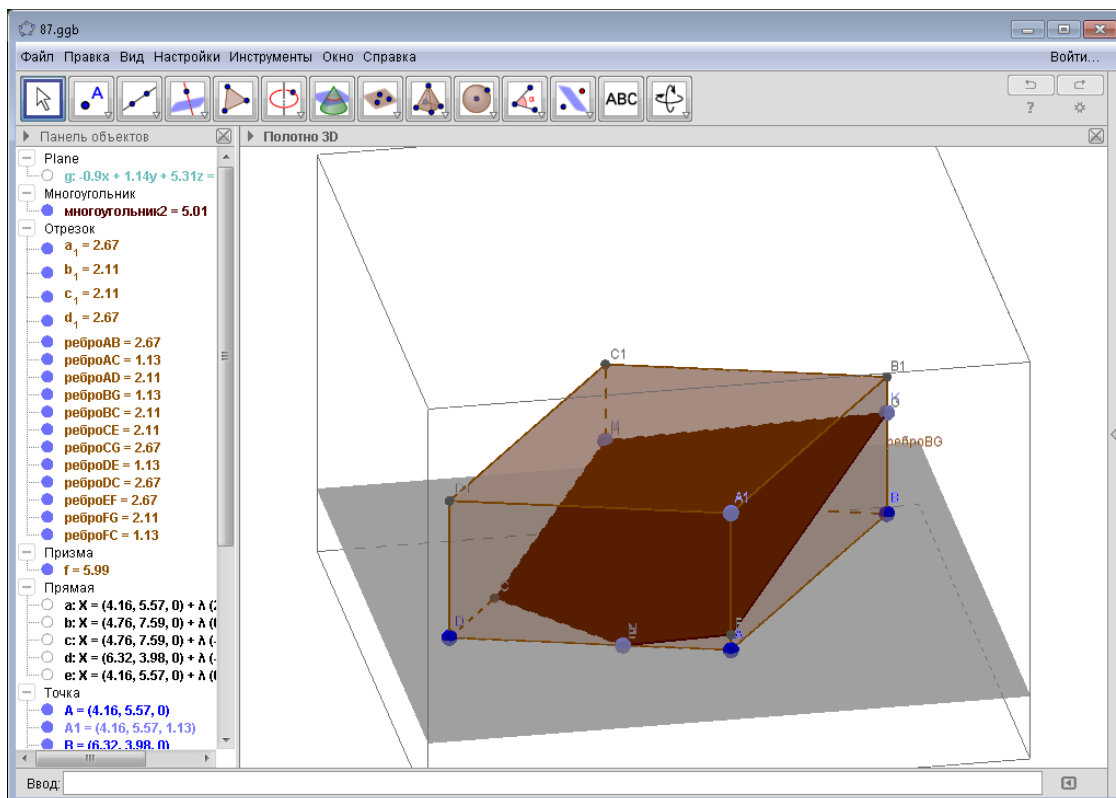 87.ggb
Файл Правка Вид Настройки Инструменты Окно Справка
Войти...
ABC
Панель объектов
Полотно 3D
Plane
g: -0.9x + 1.14y + 5.31z =
Многоугольник
многоугольник2 = 5.01
Отрезок
a1 = 2.67
b1 = 2.11
c1 = 2.11
d1 = 2.67
реброAB = 2.67
реброAC = 1.13
реброAD = 2.11
реброBG = 1.13
реброBC = 2.11
реброCE = 2.11
реброCG = 2.67
реброDE = 1.13
реброDC = 2.67
реброEF = 2.67
реброFG = 2.11
реброFC = 1.13
Призма
f = 5.99
Прямая
a: X = (4.16, 5.57, 0) + λ (2
b: X = (4.76, 7.59, 0) + λ (
c: X = (4.76, 7.59, 0) + λ (-
d: X = (6.32, 3.98, 0) + λ (-
e: X = (4.16, 5.57, 0) + λ (
Точка
A = (4.16, 5.57, 0)
A1 = (4.16, 5.57, 1.13)
B = (6.32, 3.98, 0)
C1
B1
K
реброBG
A1
B
D
A
Ввод: